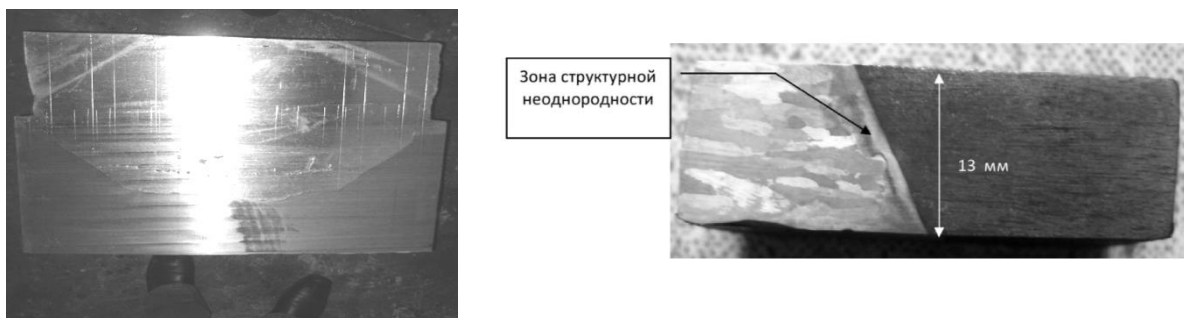 Зона структурной
неоднородности
13 мм